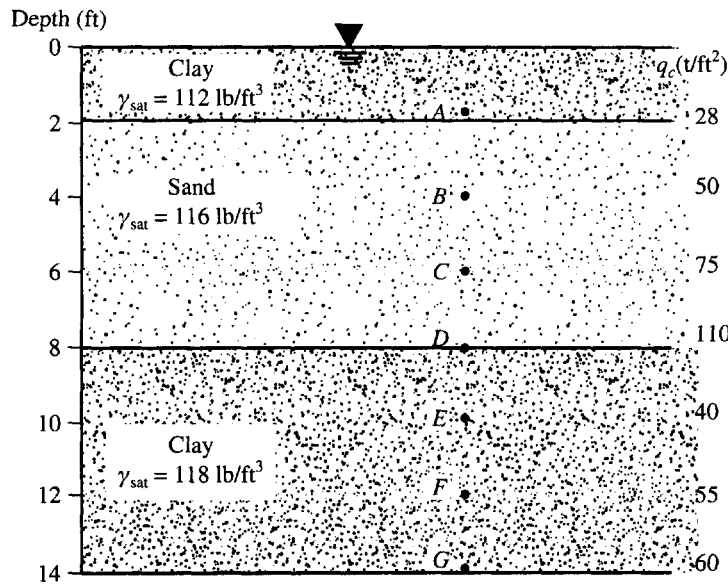 Depth (ft)
0
Clay
γsat = 112 lb/ft³
qc(t/ft²)
A
28
2
50
Sand
γsat = 116 lb/ft³
4
B
75
6
C
110
D
8
40
10
E
Clay
γsat = 118 lb/ft³
55
12
F
60
G
14